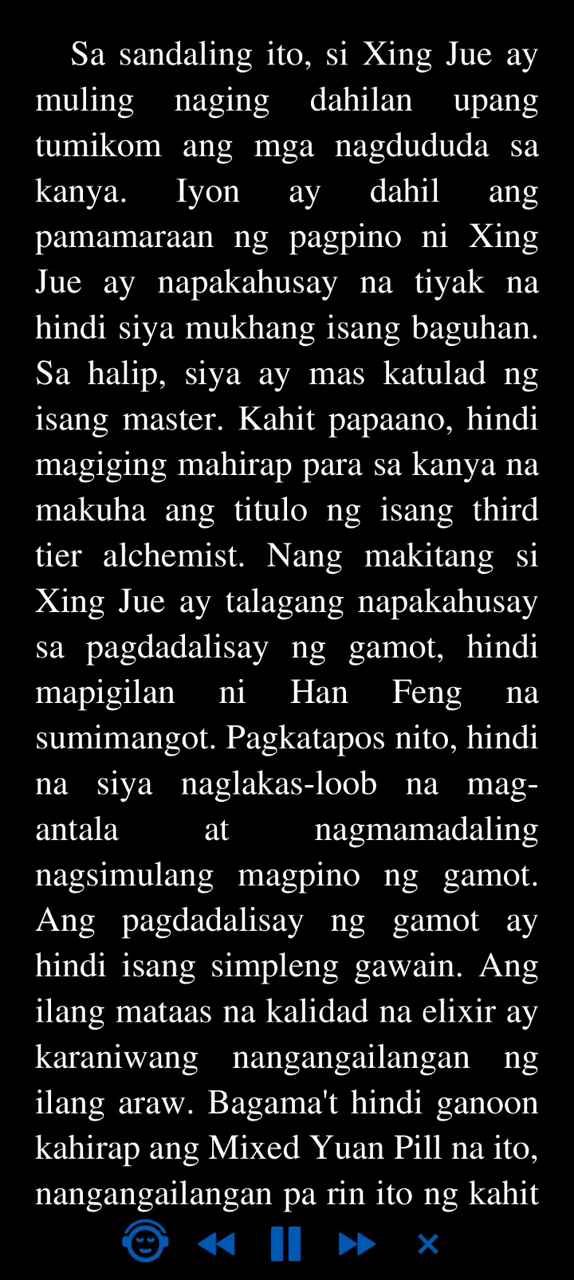 Sa sandaling ito, si Xing Jue ay
muling naging dahilan upang
tumikom ang mga nagdududa sa
kanya. Iyon ay dahil ang
pamamaraan ng pagpino ni Xing
Jue ay napakahusay na tiyak na
hindi siya mukhang isang baguhan.
Sa halip, siya ay mas katulad ng
isang master. Kahit papaano, hindi
magiging mahirap para sa kanya na
makuha ang titulo ng isang third
tier alchemist. Nang makitang si
Xing Jue ay talagang napakahusay
sa pagdadalisay ng gamot, hindi
mapigilan ni Han Feng na
sumimangot. Pagkatapos nito, hindi
na siya naglakas-loob na mag-
antala at nagmamadaling
nagsimulang magpino ng gamot.
Ang pagdadalisay ng gamot ay
hindi isang simpleng gawain. Ang
ilang mataas na kalidad na elixir ay
karaniwang nangangailangan ng
ilang araw. Bagama't hindi ganoon
kahirap ang Mixed Yuan Pill na ito,
nangangailangan pa rin ito ng kahit